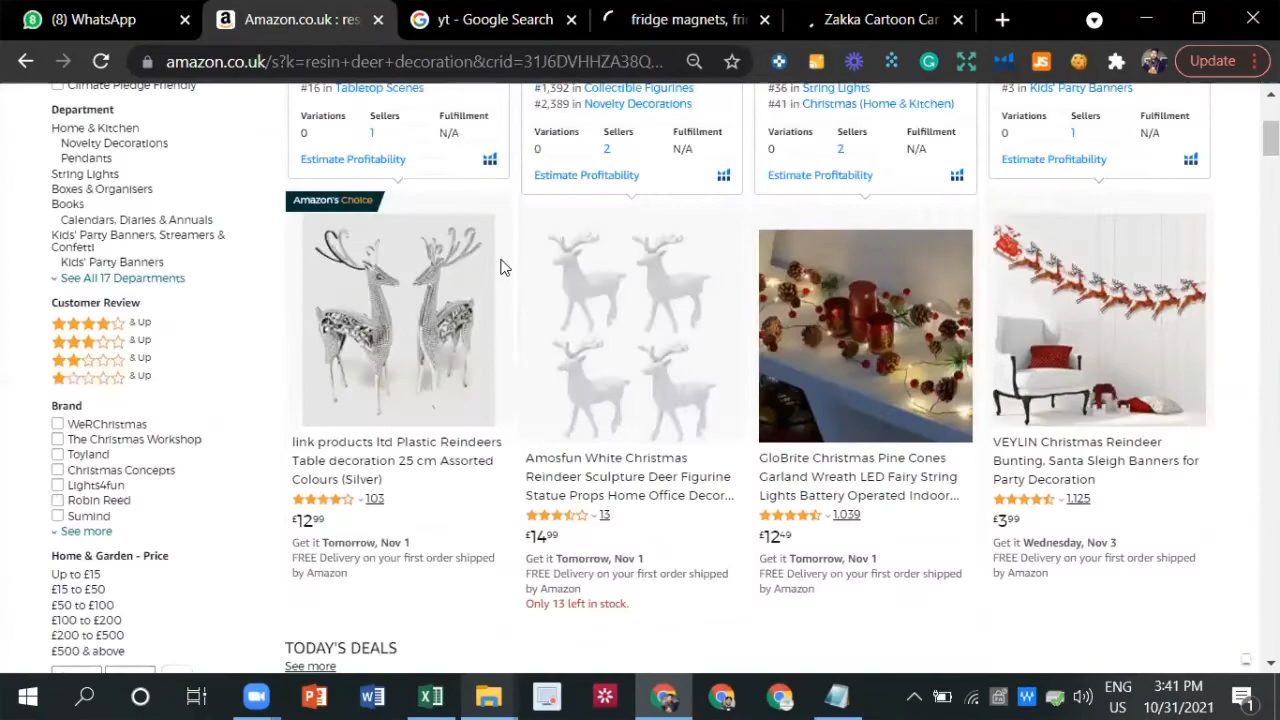 (8) WhatsApp
Amazon.co.uk : res
yt - Google Search
fridge magnets, fri
Zakka Cartoon Car
amazon.co.uk/s?k=resin+deer+decoration&crid=31J6DVHHZA38Q...
Update
Climate Pledge Friendly
Department
Home & Kitchen
Novelty Decorations
Pendants
String Lights
Boxes & Organisers
Books
Calendars, Diaries & Annuals
Kids' Party Banners, Streamers &
Confetti
Kids' Party Banners
See All 17 Departments
Customer Review
& Up
& Up
& Up
& Up
Brand
WeRChristmas
The Christmas Workshop
Toyland
Christmas Concepts
Lights4fun
Robin Reed
Sumind
See more
Home & Garden - Price
Up to £15
£15 to £50
£50 to £100
£100 to £200
£200 to £500
£500 & above
#16 in Tabletop Scenes
Variations Sellers Fulfillment
0 1 N/A
Estimate Profitability
Amazon's Choice
link products ltd Plastic Reindeers
Table decoration 25 cm Assorted
Colours (Silver)
103
£12.99
Get it Tomorrow, Nov 1
FREE Delivery on your first order shipped
by Amazon
#1,392 in Collectible Figurines
#2,389 in Novelty Decorations
Variations Sellers Fulfillment
0 2 N/A
Estimate Profitability
Amosfun White Christmas
Reindeer Sculpture Deer Figurine
Statue Props Home Office Decor...
13
£14.99
Get it Tomorrow, Nov 1
FREE Delivery on your first order shipped
by Amazon
Only 13 left in stock.
#36 in String Lights
#41 in Christmas (Home & Kitchen)
Variations Sellers Fulfillment
0 2 N/A
Estimate Profitability
GloBrite Christmas Pine Cones
Garland Wreath LED Fairy String
Lights Battery Operated Indoor...
1,039
£12.49
Get it Tomorrow, Nov 1
FREE Delivery on your first order shipped
by Amazon
#3 in Kids' Party Banners
Variations Sellers Fulfillment
0 1 N/A
Estimate Profitability
VEYLIN Christmas Reindeer
Bunting, Santa Sleigh Banners for
Party Decoration
1,125
£3.99
Get it Wednesday, Nov 3
FREE Delivery on your first order shipped
by Amazon
TODAY'S DEALS
See more
ENG
US
3:41 PM
10/31/2021
1